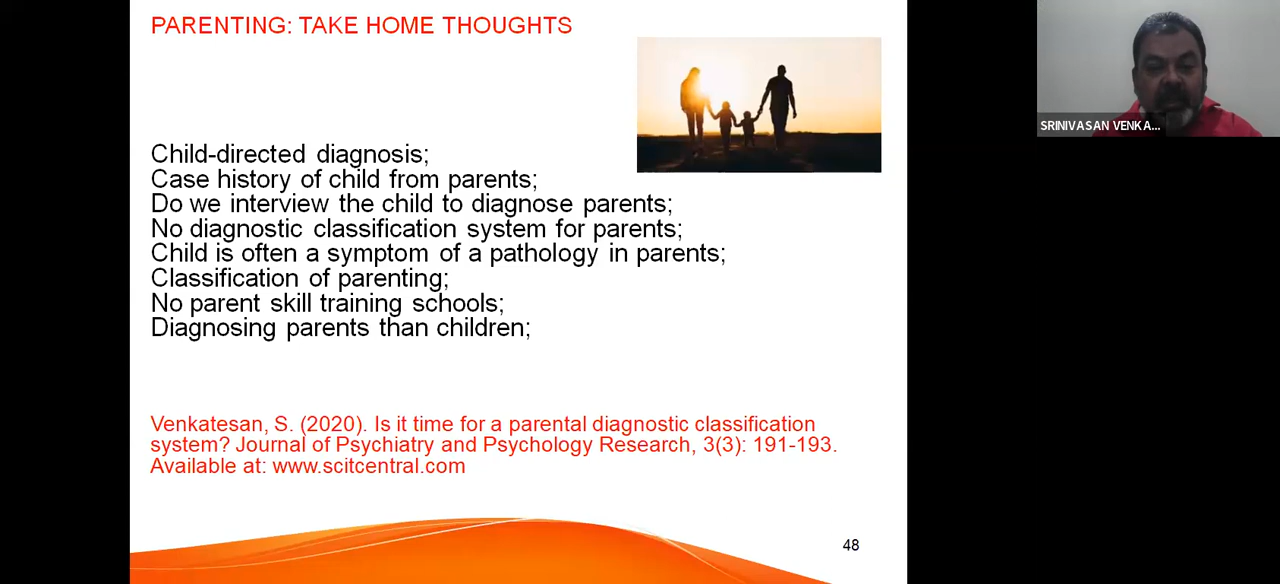 PARENTING: TAKE HOME THOUGHTS
SRINIVASAN VENKA...
Child-directed diagnosis;
Case history of child from parents;
Do we interview the child to diagnose parents;
No diagnostic classification system for parents;
Child is often a symptom of a pathology in parents;
Classification of parenting;
No parent skill training schools;
Diagnosing parents than children;
Venkatesan, S. (2020). Is it time for a parental diagnostic classification
system? Journal of Psychiatry and Psychology Research, 3(3): 191-193.
Available at: www.scitcentral.com
48